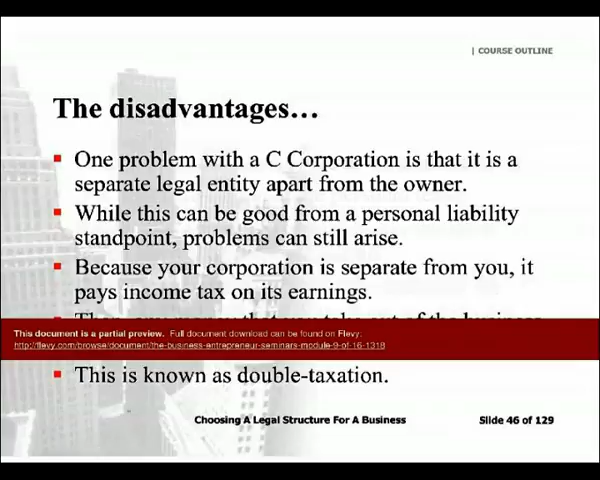 | COURSE OUTLINE
The disadvantages…
One problem with a C Corporation is that it is a
separate legal entity apart from the owner.
While this can be good from a personal liability
standpoint, problems can still arise.
Because your corporation is separate from you, it
pays income tax on its earnings.
This document is a partial preview. Full document download can be found on Flevy:
http://flevy.com/browse/document/the-business-entrepreneur-seminars-module-9-of-16-1318
This is known as double-taxation.
Choosing A Legal Structure For A Business
Slide 46 of 129